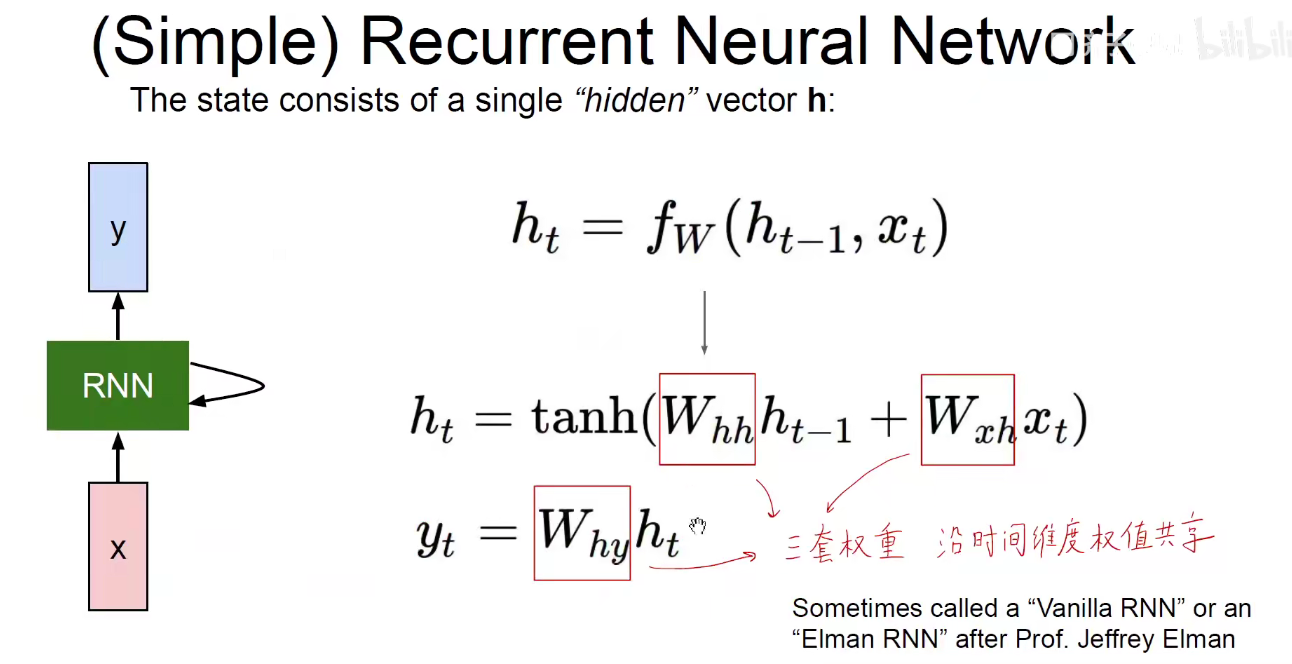 (Simple) Recurrent Neural Network
bilibili
The state consists of a single “hidden” vector h:
y
RNN
x
h_t = f_W(h_{t-1}, x_t)
h_t = tanh(W_{hh}h_{t-1} + W_{xh}x_t)
y_t = W_{hy}h_t
三套权重 沿时间维度权值共享
Sometimes called a “Vanilla RNN” or an
“Elman RNN” after Prof. Jeffrey Elman